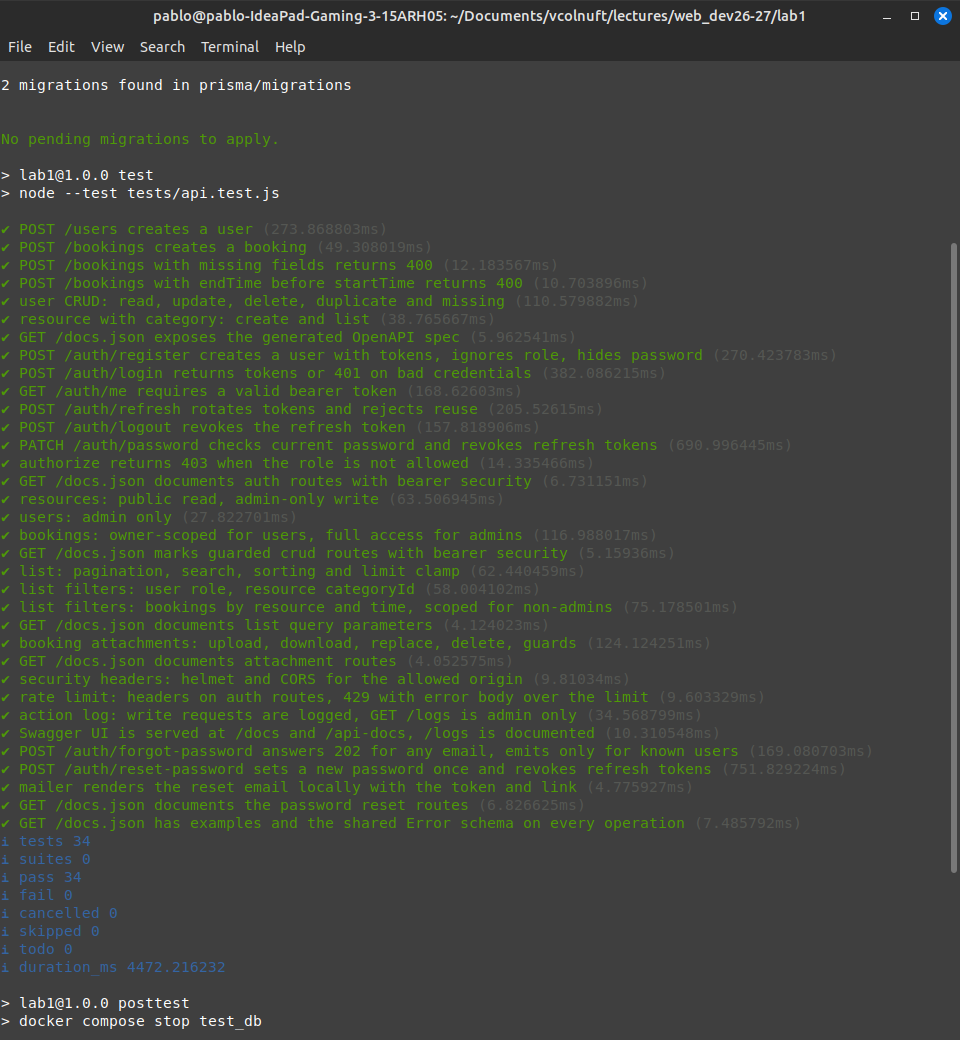 pablo@pablo-IdeaPad-Gaming-3-15ARH05: ~/Documents/vcolnuft/lectures/web_dev26-27/lab1
File Edit View Search Terminal Help
2 migrations found in prisma/migrations
No pending migrations to apply.
> lab1@1.0.0 test
> node --test tests/api.test.js
✔ POST /users creates a user (273.868803ms)
✔ POST /bookings creates a booking (49.308019ms)
✔ POST /bookings with missing fields returns 400 (12.183567ms)
✔ POST /bookings with endTime before startTime returns 400 (10.703896ms)
✔ user CRUD: read, update, delete, duplicate and missing (110.579882ms)
✔ resource with category: create and list (38.765667ms)
✔ GET /docs.json exposes the generated OpenAPI spec (5.962541ms)
✔ POST /auth/register creates a user with tokens, ignores role, hides password (270.423783ms)
✔ POST /auth/login returns tokens or 401 on bad credentials (382.086215ms)
✔ GET /auth/me requires a valid bearer token (168.62603ms)
✔ POST /auth/refresh rotates tokens and rejects reuse (205.52615ms)
✔ POST /auth/logout revokes the refresh token (157.818906ms)
✔ PATCH /auth/password checks current password and revokes refresh tokens (690.996445ms)
✔ authorize returns 403 when the role is not allowed (14.335466ms)
✔ GET /docs.json documents auth routes with bearer security (6.731151ms)
✔ resources: public read, admin-only write (63.506945ms)
✔ users: admin only (27.822701ms)
✔ bookings: owner-scoped for users, full access for admins (116.988017ms)
✔ GET /docs.json marks guarded crud routes with bearer security (5.15936ms)
✔ list: pagination, search, sorting and limit clamp (62.440459ms)
✔ list filters: user role, resource categoryId (58.004102ms)
✔ list filters: bookings by resource and time, scoped for non-admins (75.178501ms)
✔ GET /docs.json documents list query parameters (4.124023ms)
✔ booking attachments: upload, download, replace, delete, guards (124.124251ms)
✔ GET /docs.json documents attachment routes (4.052575ms)
✔ security headers: helmet and CORS for the allowed origin (9.81034ms)
✔ rate limit: headers on auth routes, 429 with error body over the limit (9.603329ms)
✔ action log: write requests are logged, GET /logs is admin only (34.568799ms)
✔ Swagger UI is served at /docs and /api-docs, /logs is documented (10.310548ms)
✔ POST /auth/forgot-password answers 202 for any email, emits only for known users (169.080703ms)
✔ POST /auth/reset-password sets a new password once and revokes refresh tokens (751.829224ms)
✔ mailer renders the reset email locally with the token and link (4.775927ms)
✔ GET /docs.json documents the password reset routes (6.826625ms)
✔ GET /docs.json has examples and the shared Error schema on every operation (7.485792ms)
ℹ tests 34
ℹ suites 0
ℹ pass 34
ℹ fail 0
ℹ cancelled 0
ℹ skipped 0
ℹ todo 0
ℹ duration_ms 4472.216232
> lab1@1.0.0 posttest
> docker compose stop test_db